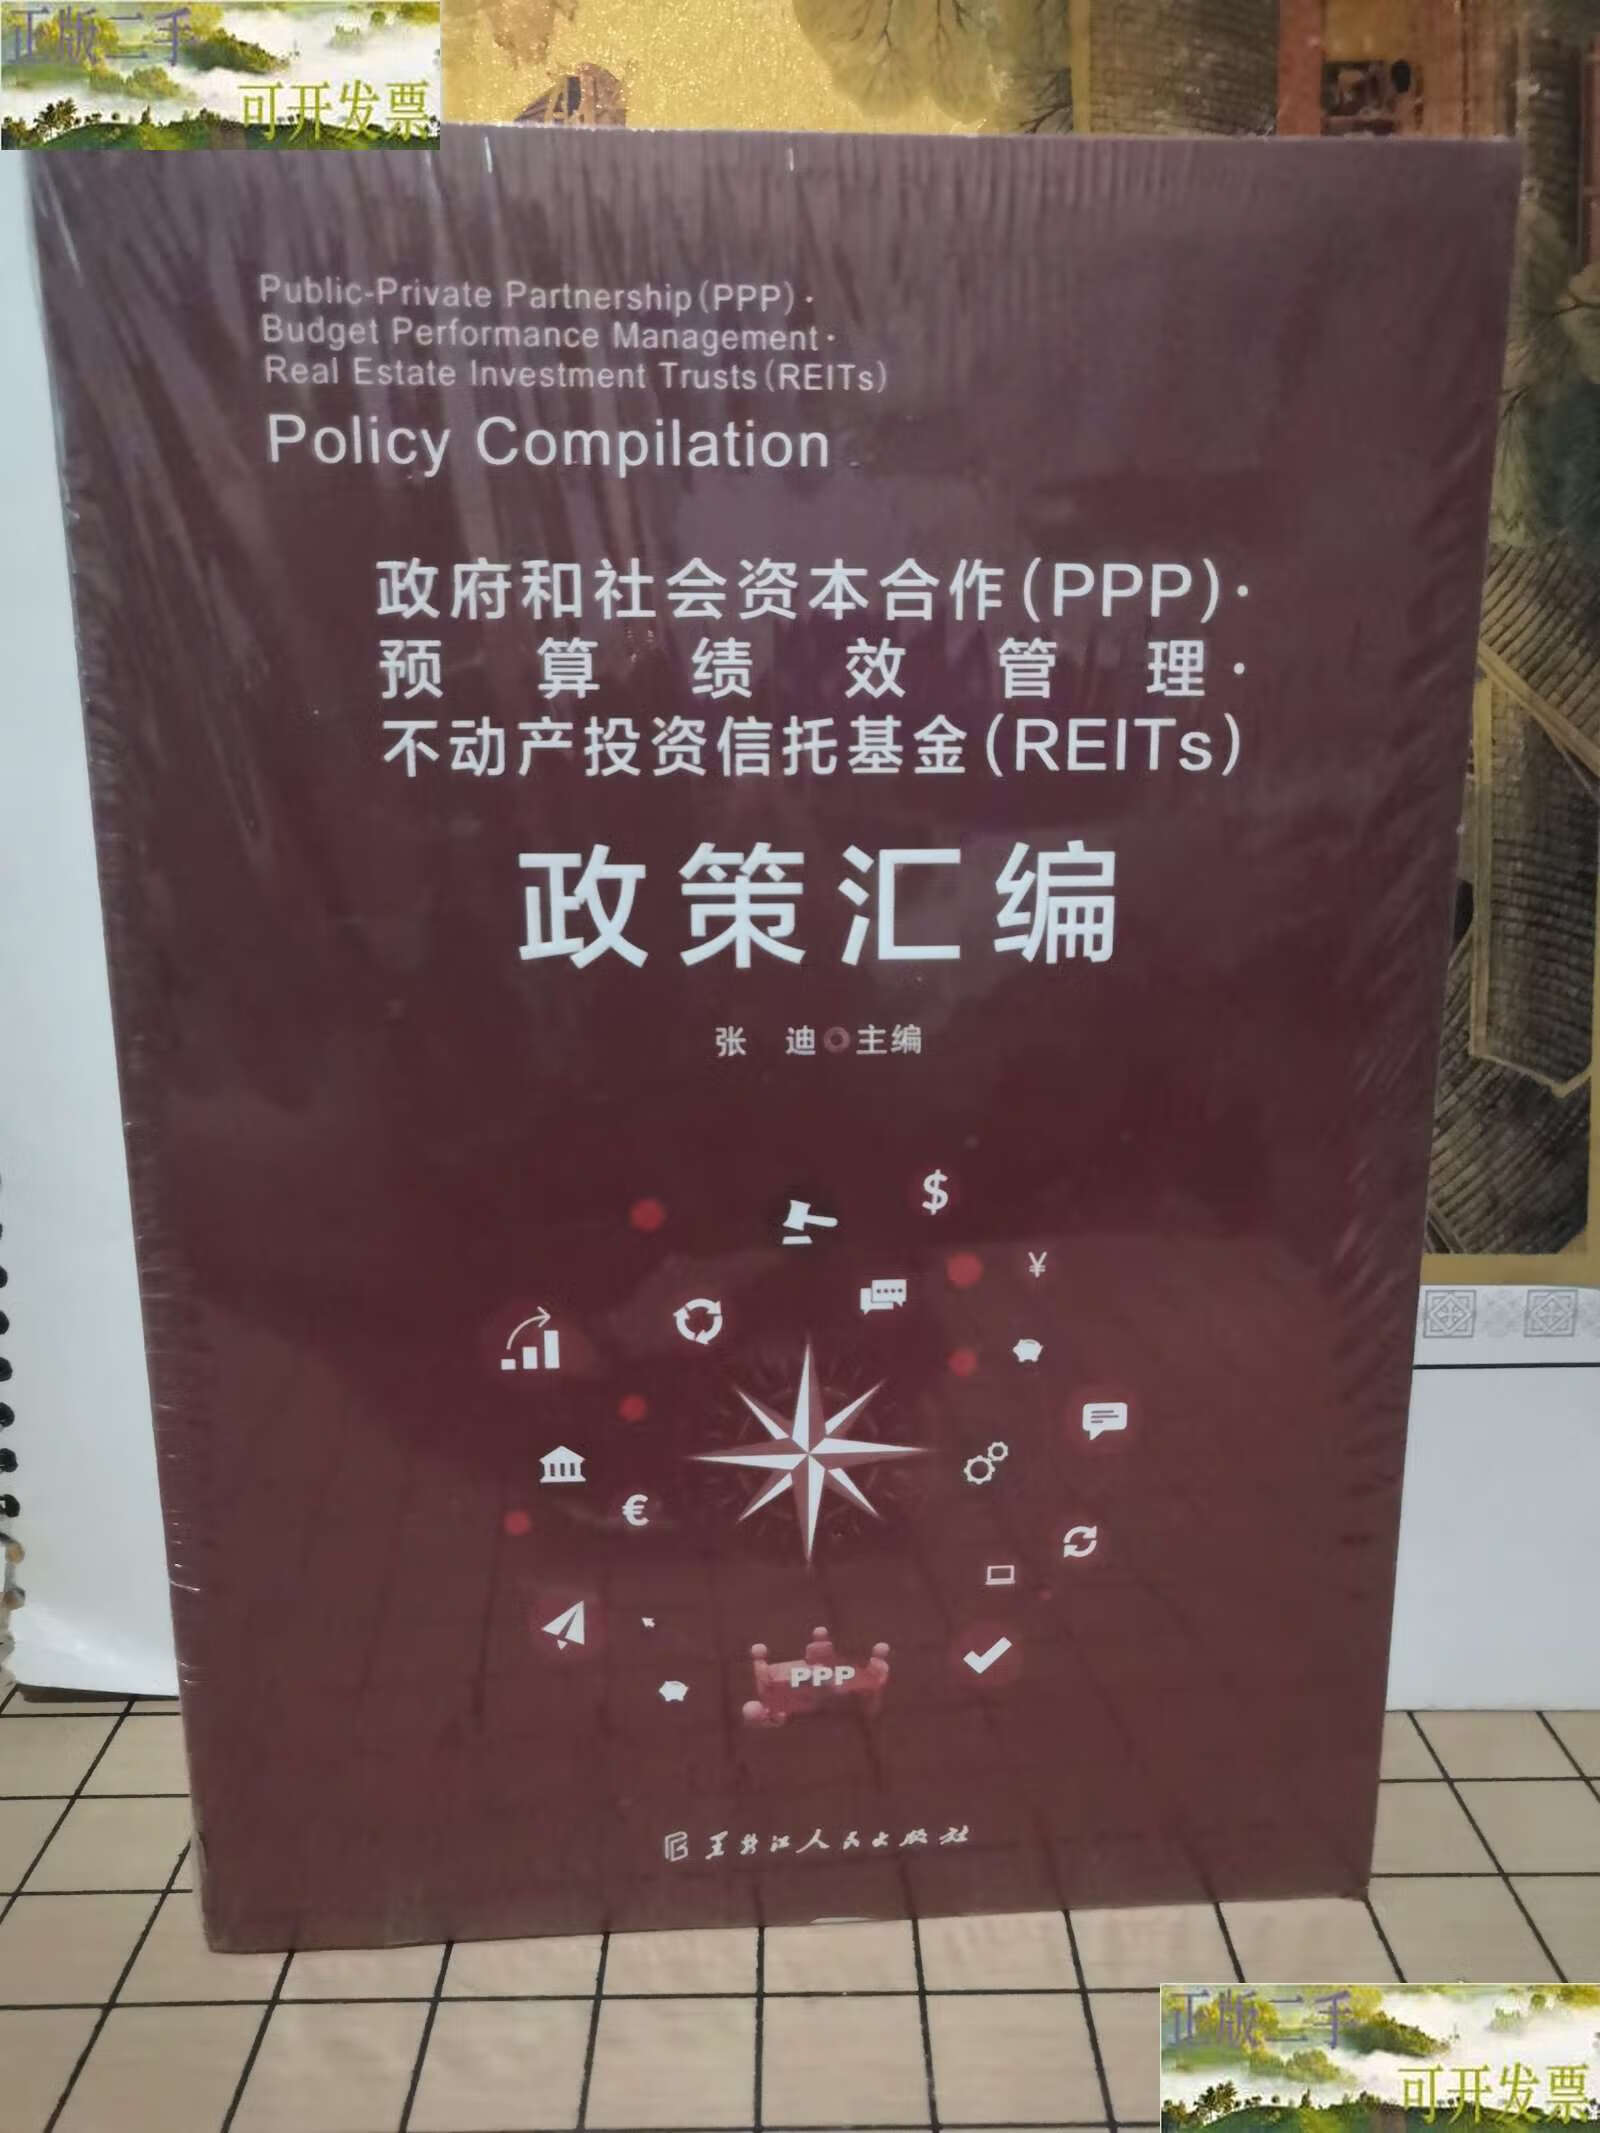 正版二手
可开发票
Public-Private Partnership (PPP) ·
Budget Performance Management ·
Real Estate Investment Trusts (REITs)
Policy Compilation
政府和社会资本合作(PPP)·
预算绩效管理·
不动产投资信托基金(REITs)
政策汇编
张 迪 主编
$
¥
€
PPP
黑龙江人民出版社
正版二手
可开发票